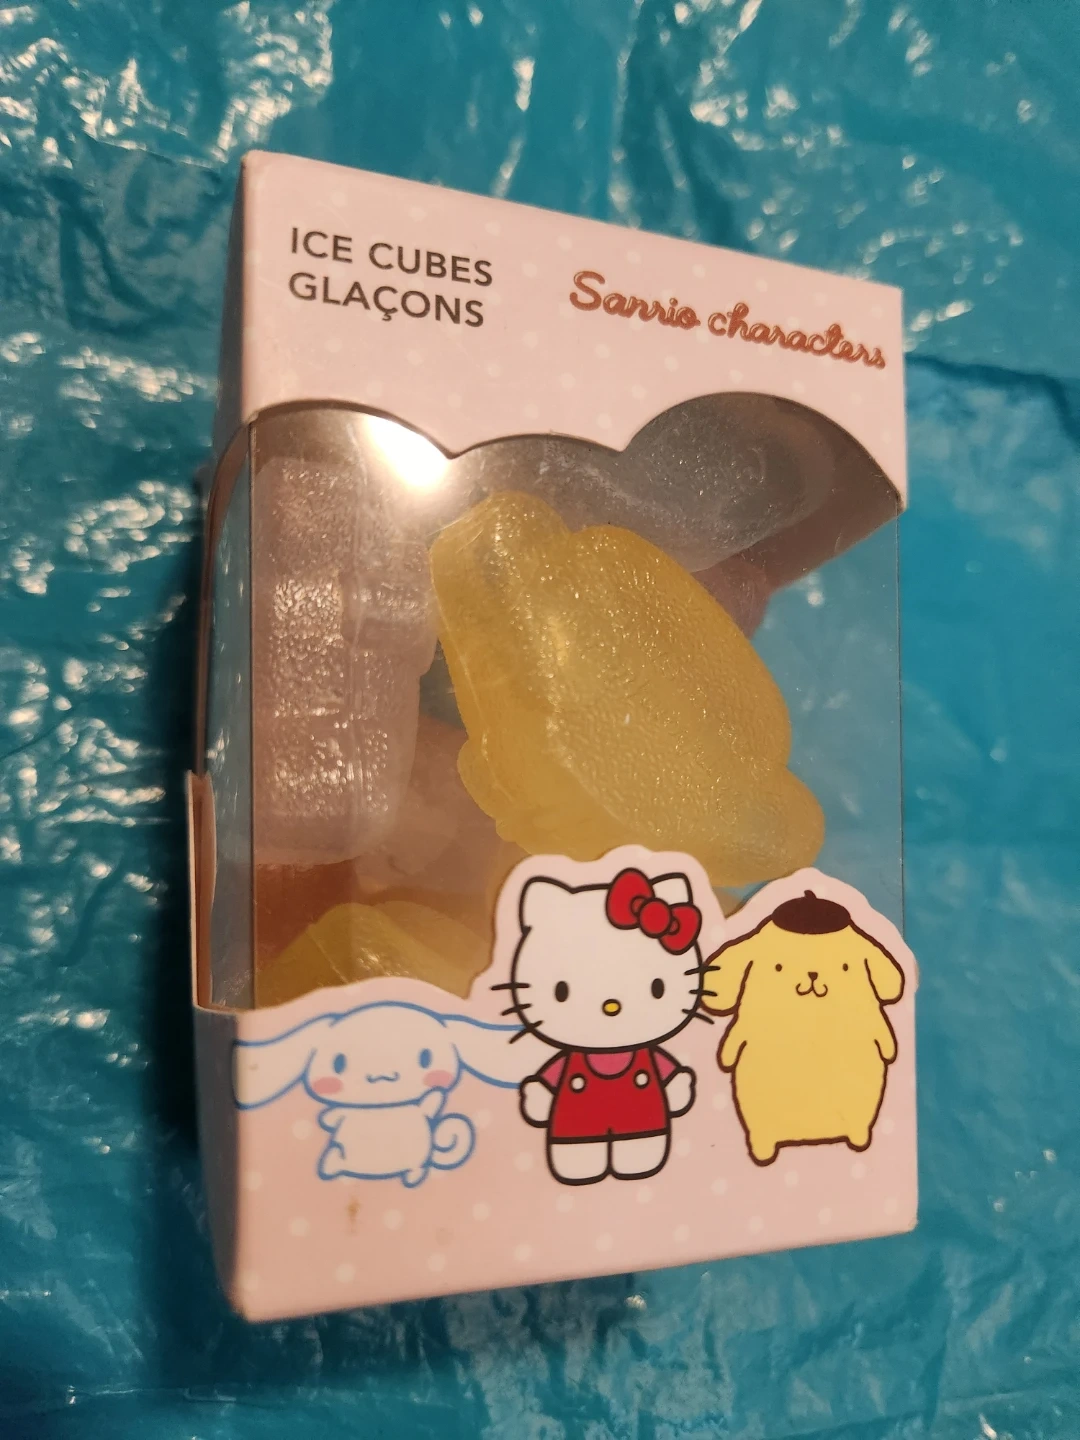 ICE CUBES
GLAÇONS
Sanrio characters